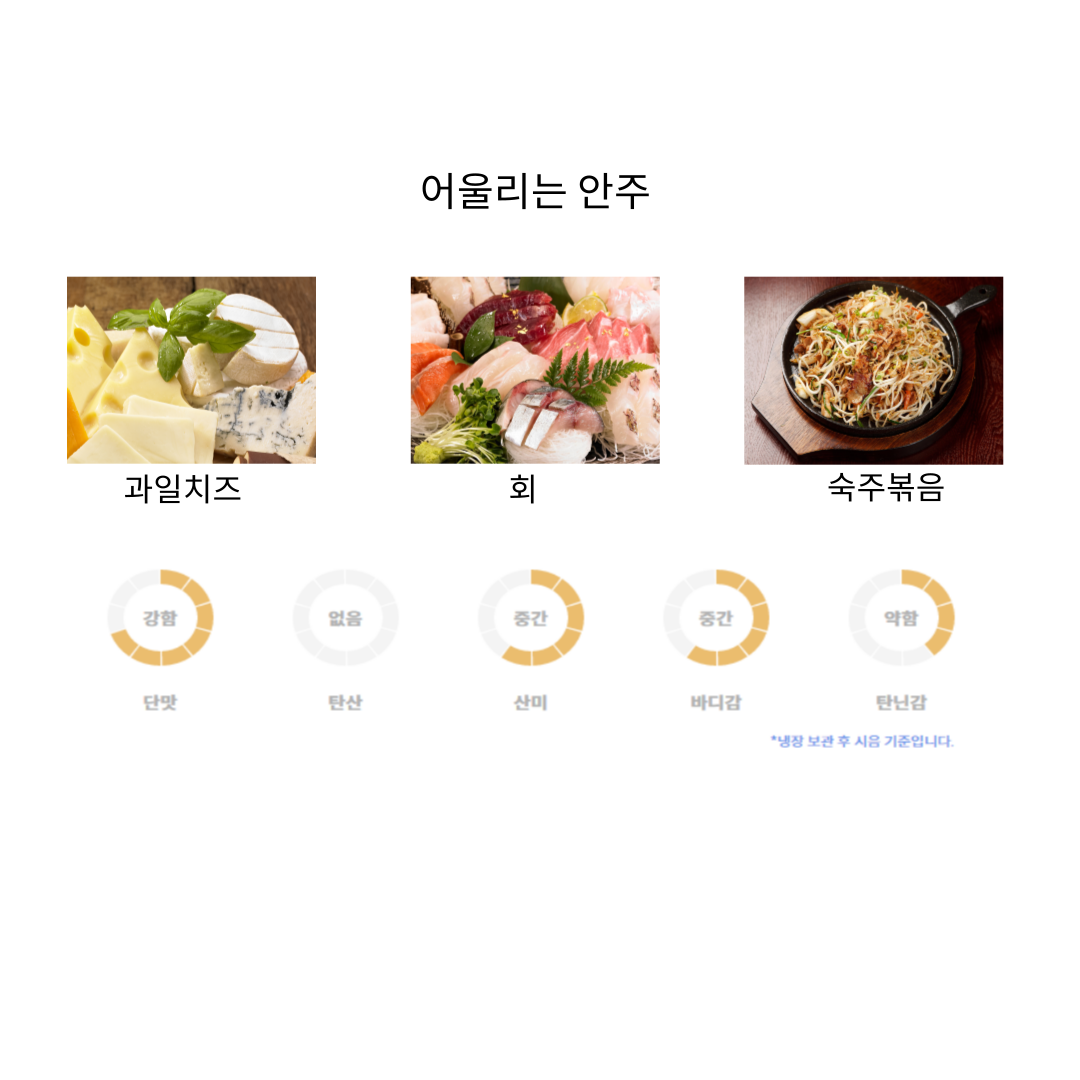 어울리는 안주
과일치즈
회
숙주볶음
강함
없음
중간
중간
약함
단맛
탄산
산미
바디감
탄닌감
*냉장 보관 후 시음 기준입니다.